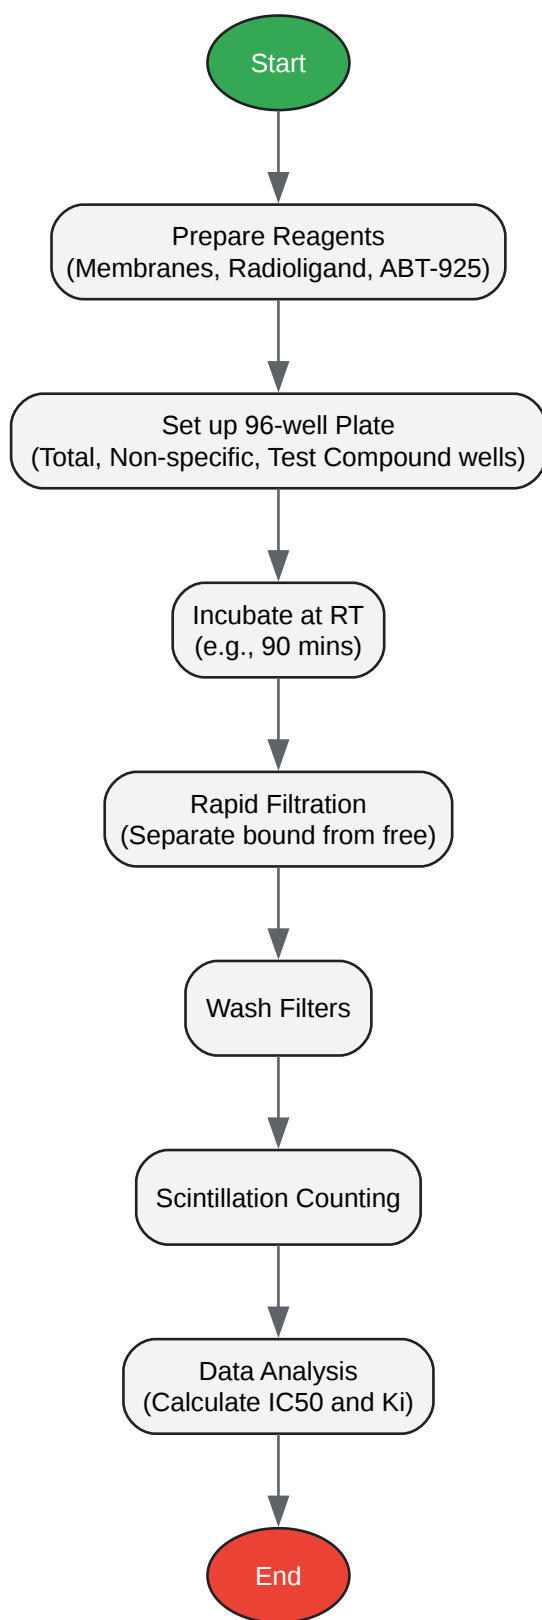 Start
Prepare Reagents
(Membranes, Radioligand, ABT-925)
Set up 96-well Plate
(Total, Non-specific, Test Compound wells)
Incubate at RT
(e.g., 90 mins)
Rapid Filtration
(Separate bound from free)
Wash Filters
Scintillation Counting
Data Analysis
(Calculate IC50 and Ki)
End